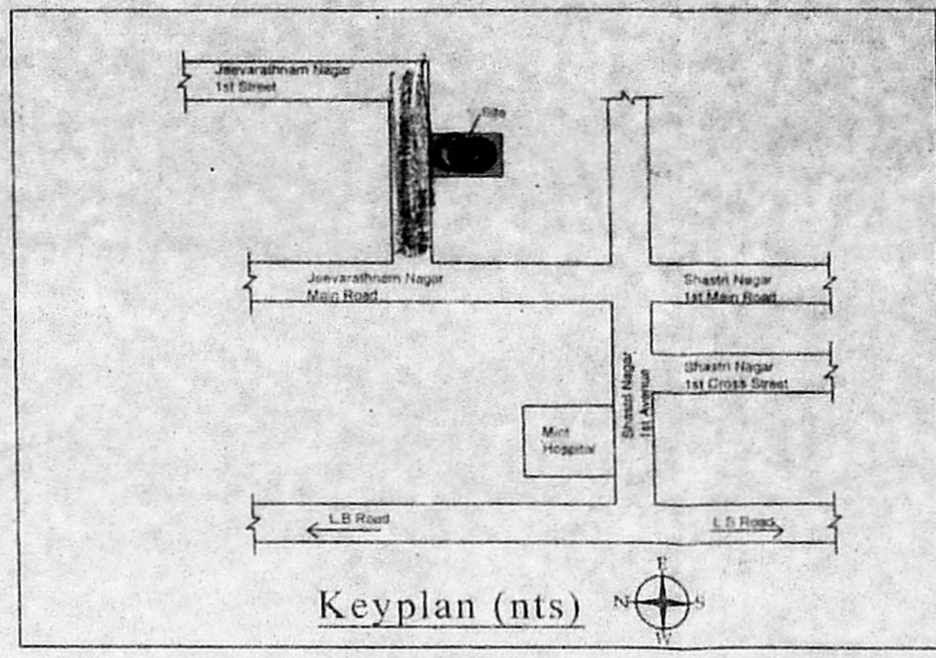 Jeevarathnam Nagar
1st Street
Site
Jeevarathnam Nagar
Main Road
Shastri Nagar
1st Main Road
Shastri Nagar
1st Cross Street
Shastri Nagar
1st Avenue
Mint
Hospital
L.B Road
L.B Road
Keyplan (nts)
E
N
S
W